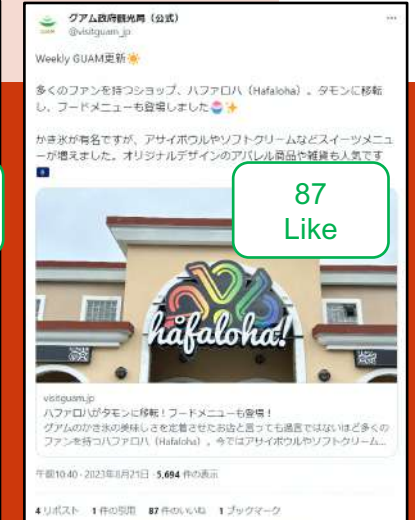 グアム政府観光局（公式）
@visitguam_jp
Weekly GUAM更新☀️
多くのファンを持つショップ、ハファロハ（Hafaloha）。タモンに移転
し、フードメニューも登場しました🍧✨
かき氷が有名ですが、アサイボウルやソフトクリームなどスイーツメニュ
ーが増えました。オリジナルデザインのアパレル商品や雑貨も人気です
87
Like
håfaloha!
visitguam.jp
ハファロハがタモンに移転！フードメニューも登場！
グアムのかき氷の美味しさを定着させたお店と言っても過言ではないほど多くの
ファンを持つハファロハ（Hafaloha）。今ではアサイボウルやソフトクリーム...
午前10:40 · 2023年8月21日 · 5,694 件の表示
4 リポスト 1 件の引用 87 件のいいね 1 ブックマーク